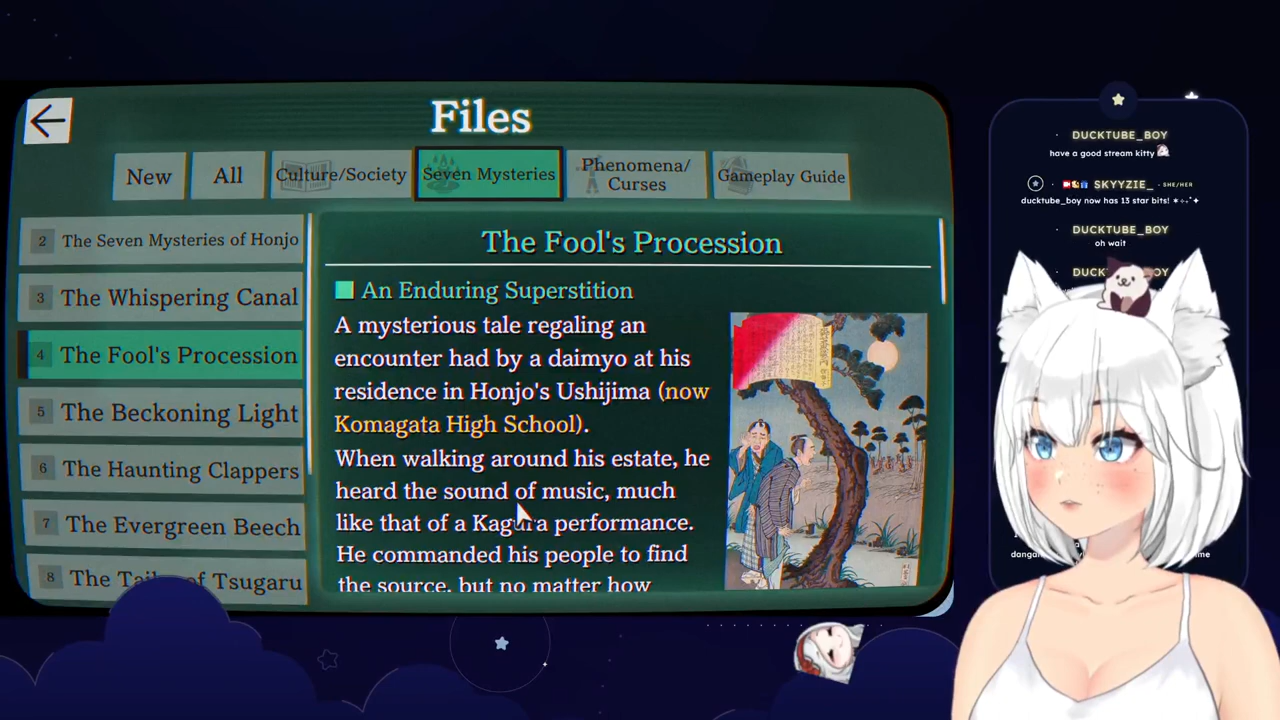 Files
New
All
Culture/Society
Seven Mysteries
Phenomena/
Curses
Gameplay Guide
2 The Seven Mysteries of Honjo
3 The Whispering Canal
4 The Fool's Procession
5 The Beckoning Light
6 The Haunting Clappers
7 The Evergreen Beech
8 The of Tsugaru
The Fool's Procession
An Enduring Superstition
A mysterious tale regaling an
encounter had by a daimyo at his
residence in Honjo's Ushijima (now
Komagata High School).
When walking around his estate, he
heard the sound of music, much
like that of a Kagura performance.
He commanded his people to find
the source, but no matter how
DUCKTUBE_BOY
have a good stream kitty
SKYYZIE_ · SHE/HER
ducktube_boy now has 13 star bits!
DUCKTUBE_BOY
oh wait